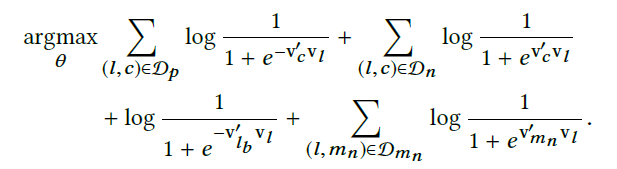 argmax_θ ∑_{(l,c)∈𝒟_p} log 1/(1 + e^{−v′_c v_l}) + ∑_{(l,c)∈𝒟_n} log 1/(1 + e^{v′_c v_l})
+ log 1/(1 + e^{−v′_{l_b} v_l}) + ∑_{(l,m_n)∈𝒟_{m_n}} log 1/(1 + e^{v′_{m_n} v_l}).